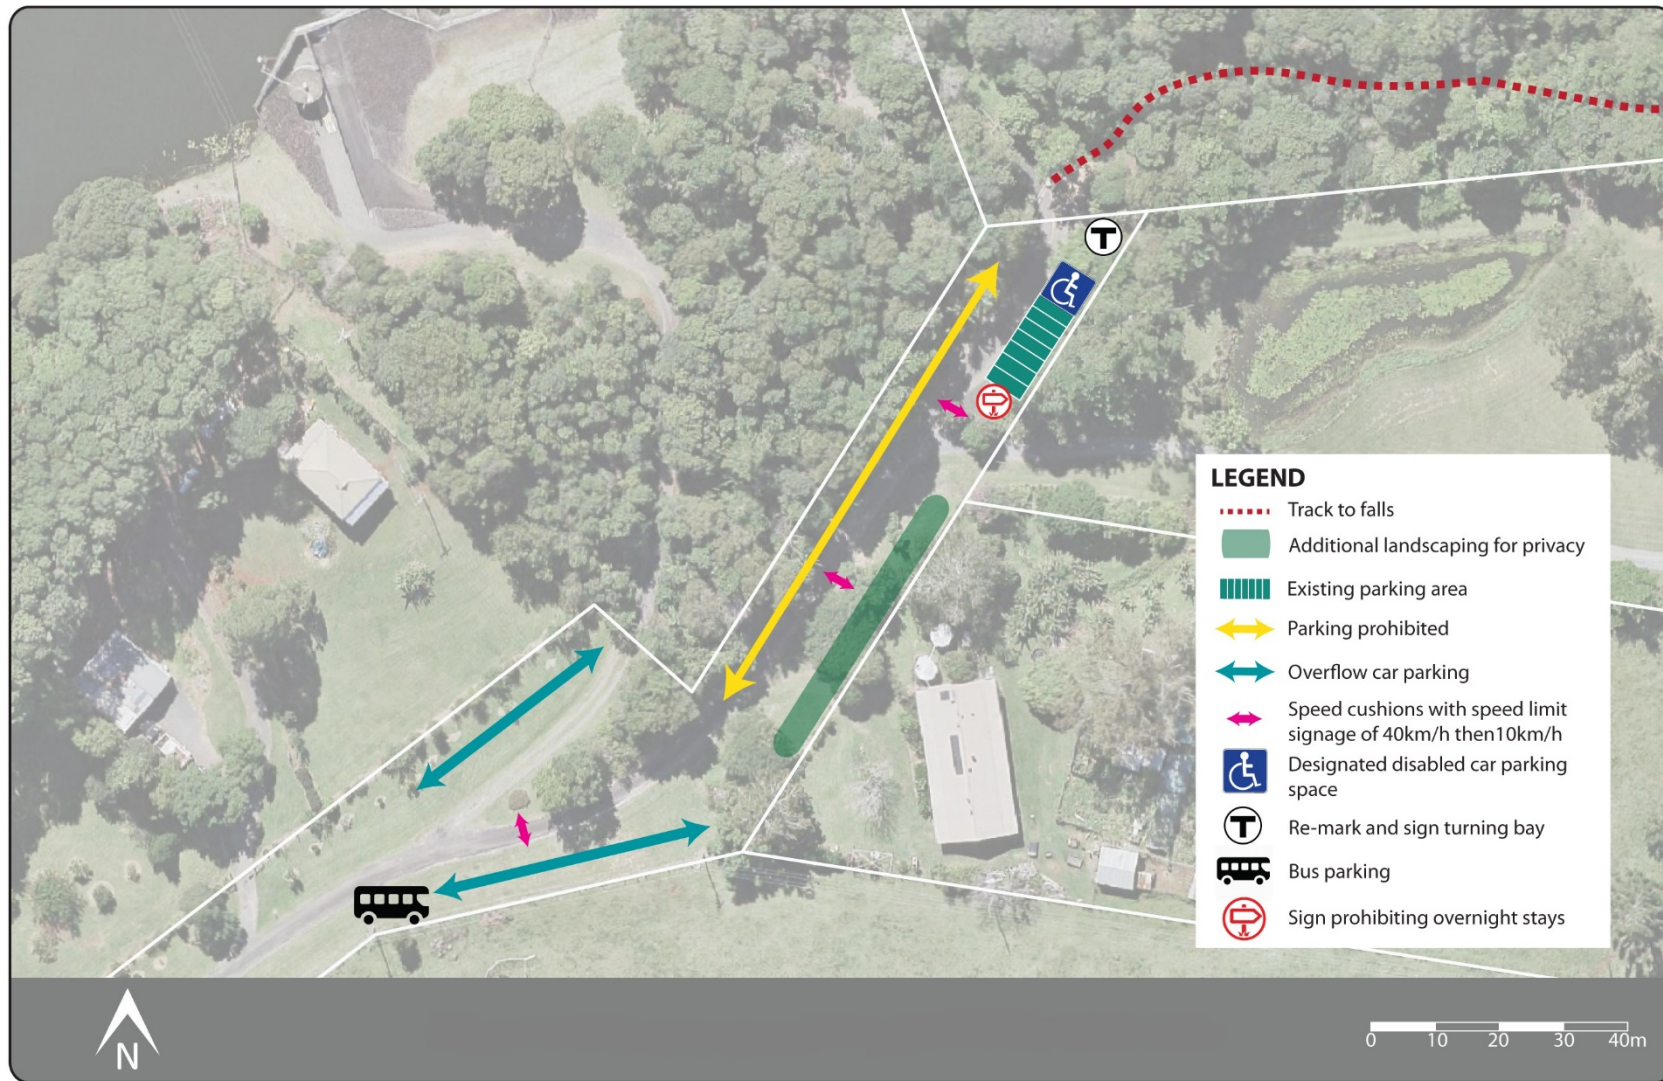 T
LEGEND
Track to falls
Additional landscaping for privacy
Existing parking area
Parking prohibited
Overflow car parking
Speed cushions with speed limit
signage of 40km/h then10km/h
Designated disabled car parking
space
T Re-mark and sign turning bay
Bus parking
Sign prohibiting overnight stays
N
0 10 20 30 40m